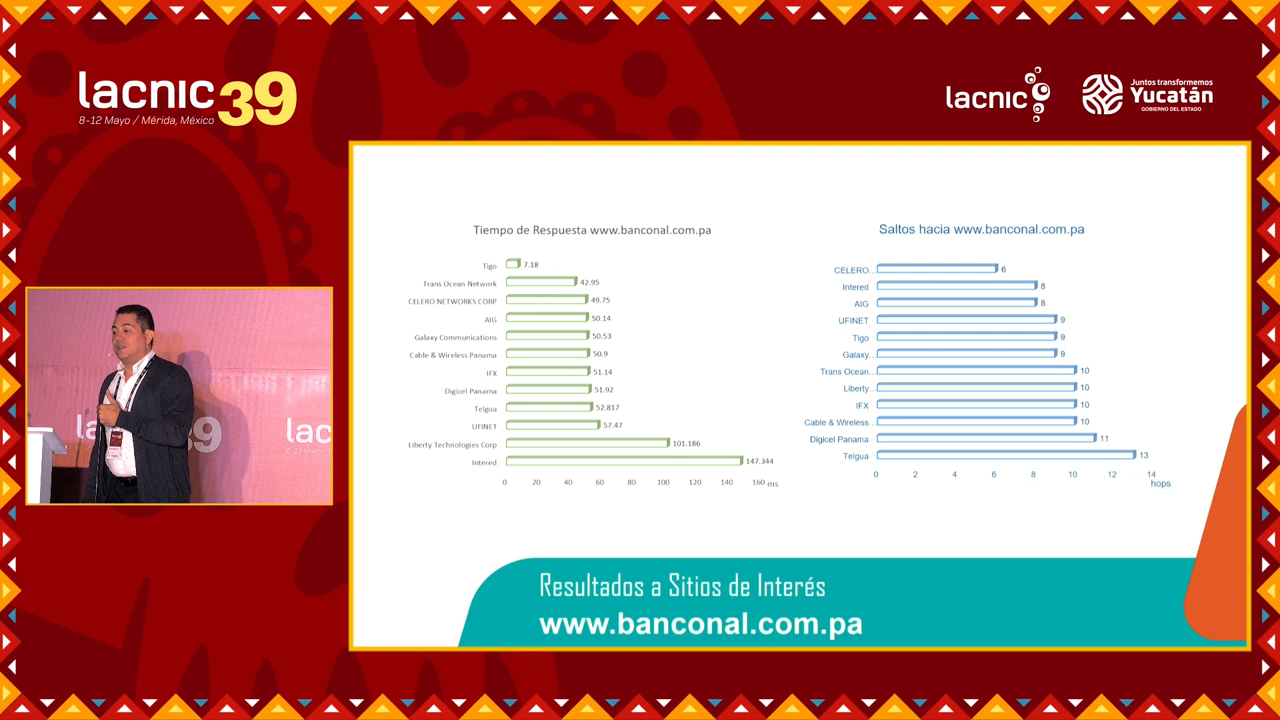 lacnic 39
8-12 Mayo / Mérida, México
lacnic
Juntos transformemos
Yucatán
GOBIERNO DEL ESTADO
Tiempo de Respuesta www.banconal.com.pa
Tigo 7.18
Trans Ocean Network 42.95
CELERO NETWORKS CORP 49.75
AIG 50.14
Galaxy Communications 50.53
Cable & Wireless Panama 50.9
IFX 51.14
Digicel Panama 51.92
Telgua 52.817
UFINET 57.47
Liberty Technologies Corp 101.186
Intered 147.344
0 20 40 60 80 100 120 140 160 ms
Saltos hacia www.banconal.com.pa
CELERO... 6
Intered 8
AIG 8
UFINET 9
Tigo 9
Galaxy... 9
Trans Ocean... 10
Liberty... 10
IFX 10
Cable & Wireless... 10
Digicel Panama 11
Telgua 13
0 2 4 6 8 10 12 14
hops
la 39
lac
Resultados a Sitios de Interés
www.banconal.com.pa